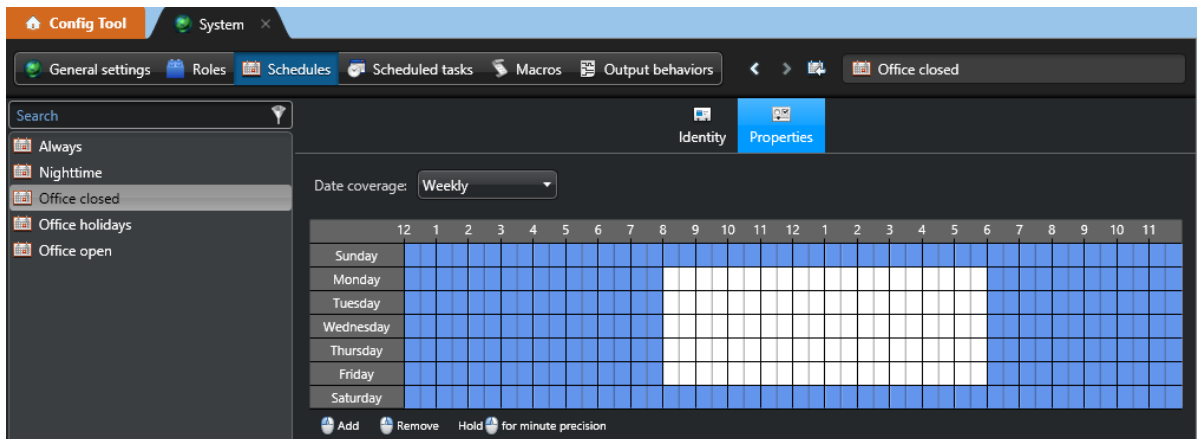 Config Tool System
General settings Roles Schedules Scheduled tasks Macros Output behaviors Office closed
Search
Always
Nighttime
Office closed
Office holidays
Office open
Identity Properties
Date coverage: Weekly
12 1 2 3 4 5 6 7 8 9 10 11 12 1 2 3 4 5 6 7 8 9 10 11
Sunday
Monday
Tuesday
Wednesday
Thursday
Friday
Saturday
Add Remove Hold for minute precision